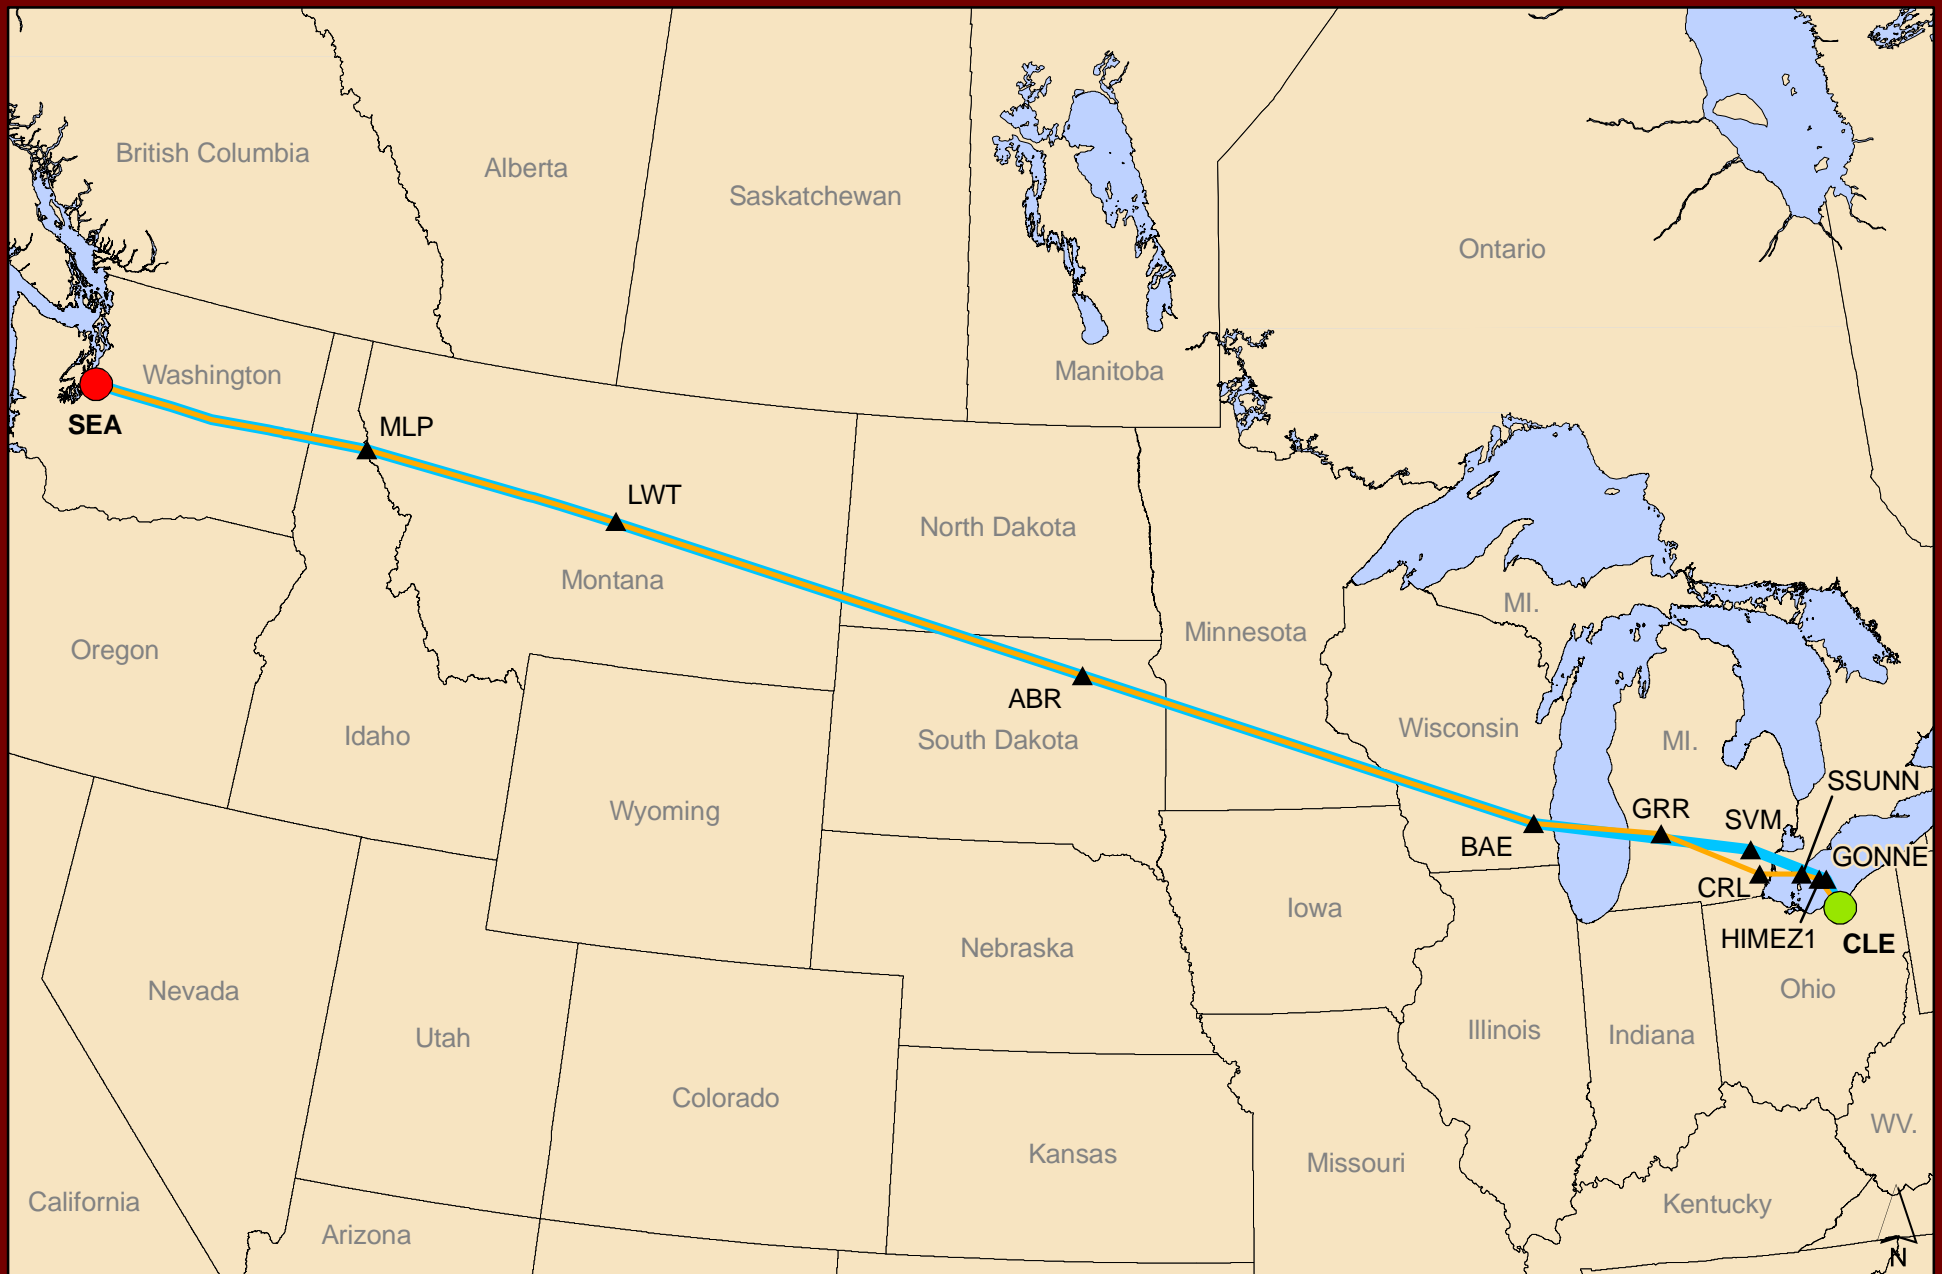 British Columbia
Alberta
Saskatchewan
Ontario
Manitoba
Washington
SEA
MLP
LWT
North Dakota
Montana
MI.
Minnesota
Oregon
ABR
Wisconsin
Idaho
South Dakota
MI.
SSUNN
Wyoming
GRR
SVM
BAE
GONNE
CRL
Iowa
HIMEZ1
CLE
Nebraska
Nevada
Ohio
Utah
Illinois
Indiana
Colorado
WV.
Kansas
Missouri
California
Kentucky
Arizona
N